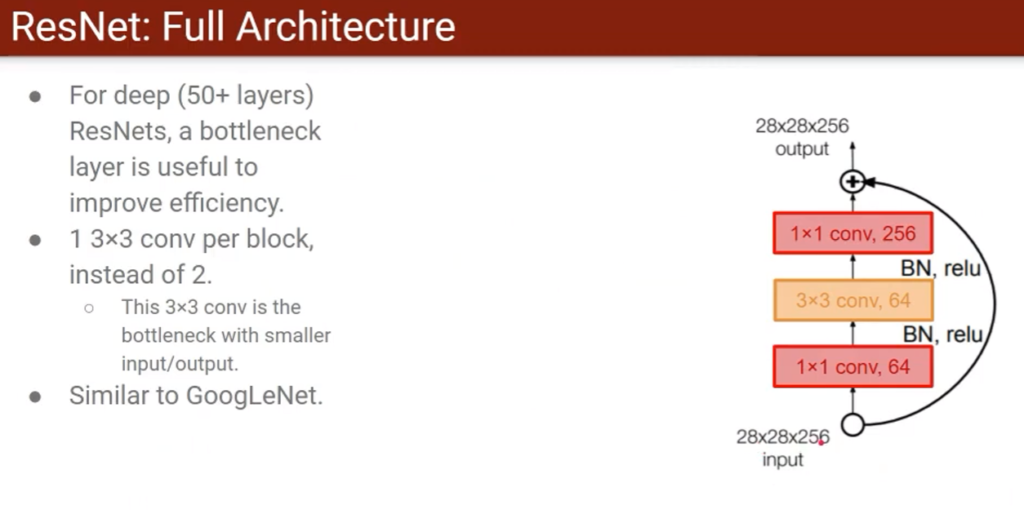 ResNet: Full Architecture
● For deep (50+ layers)
ResNets, a bottleneck
layer is useful to
improve efficiency.
● 1 3×3 conv per block,
instead of 2.
○ This 3×3 conv is the
bottleneck with smaller
input/output.
● Similar to GoogLeNet.
28x28x256
output
1×1 conv, 256
BN, relu
3×3 conv, 64
BN, relu
1×1 conv, 64
28x28x256
input